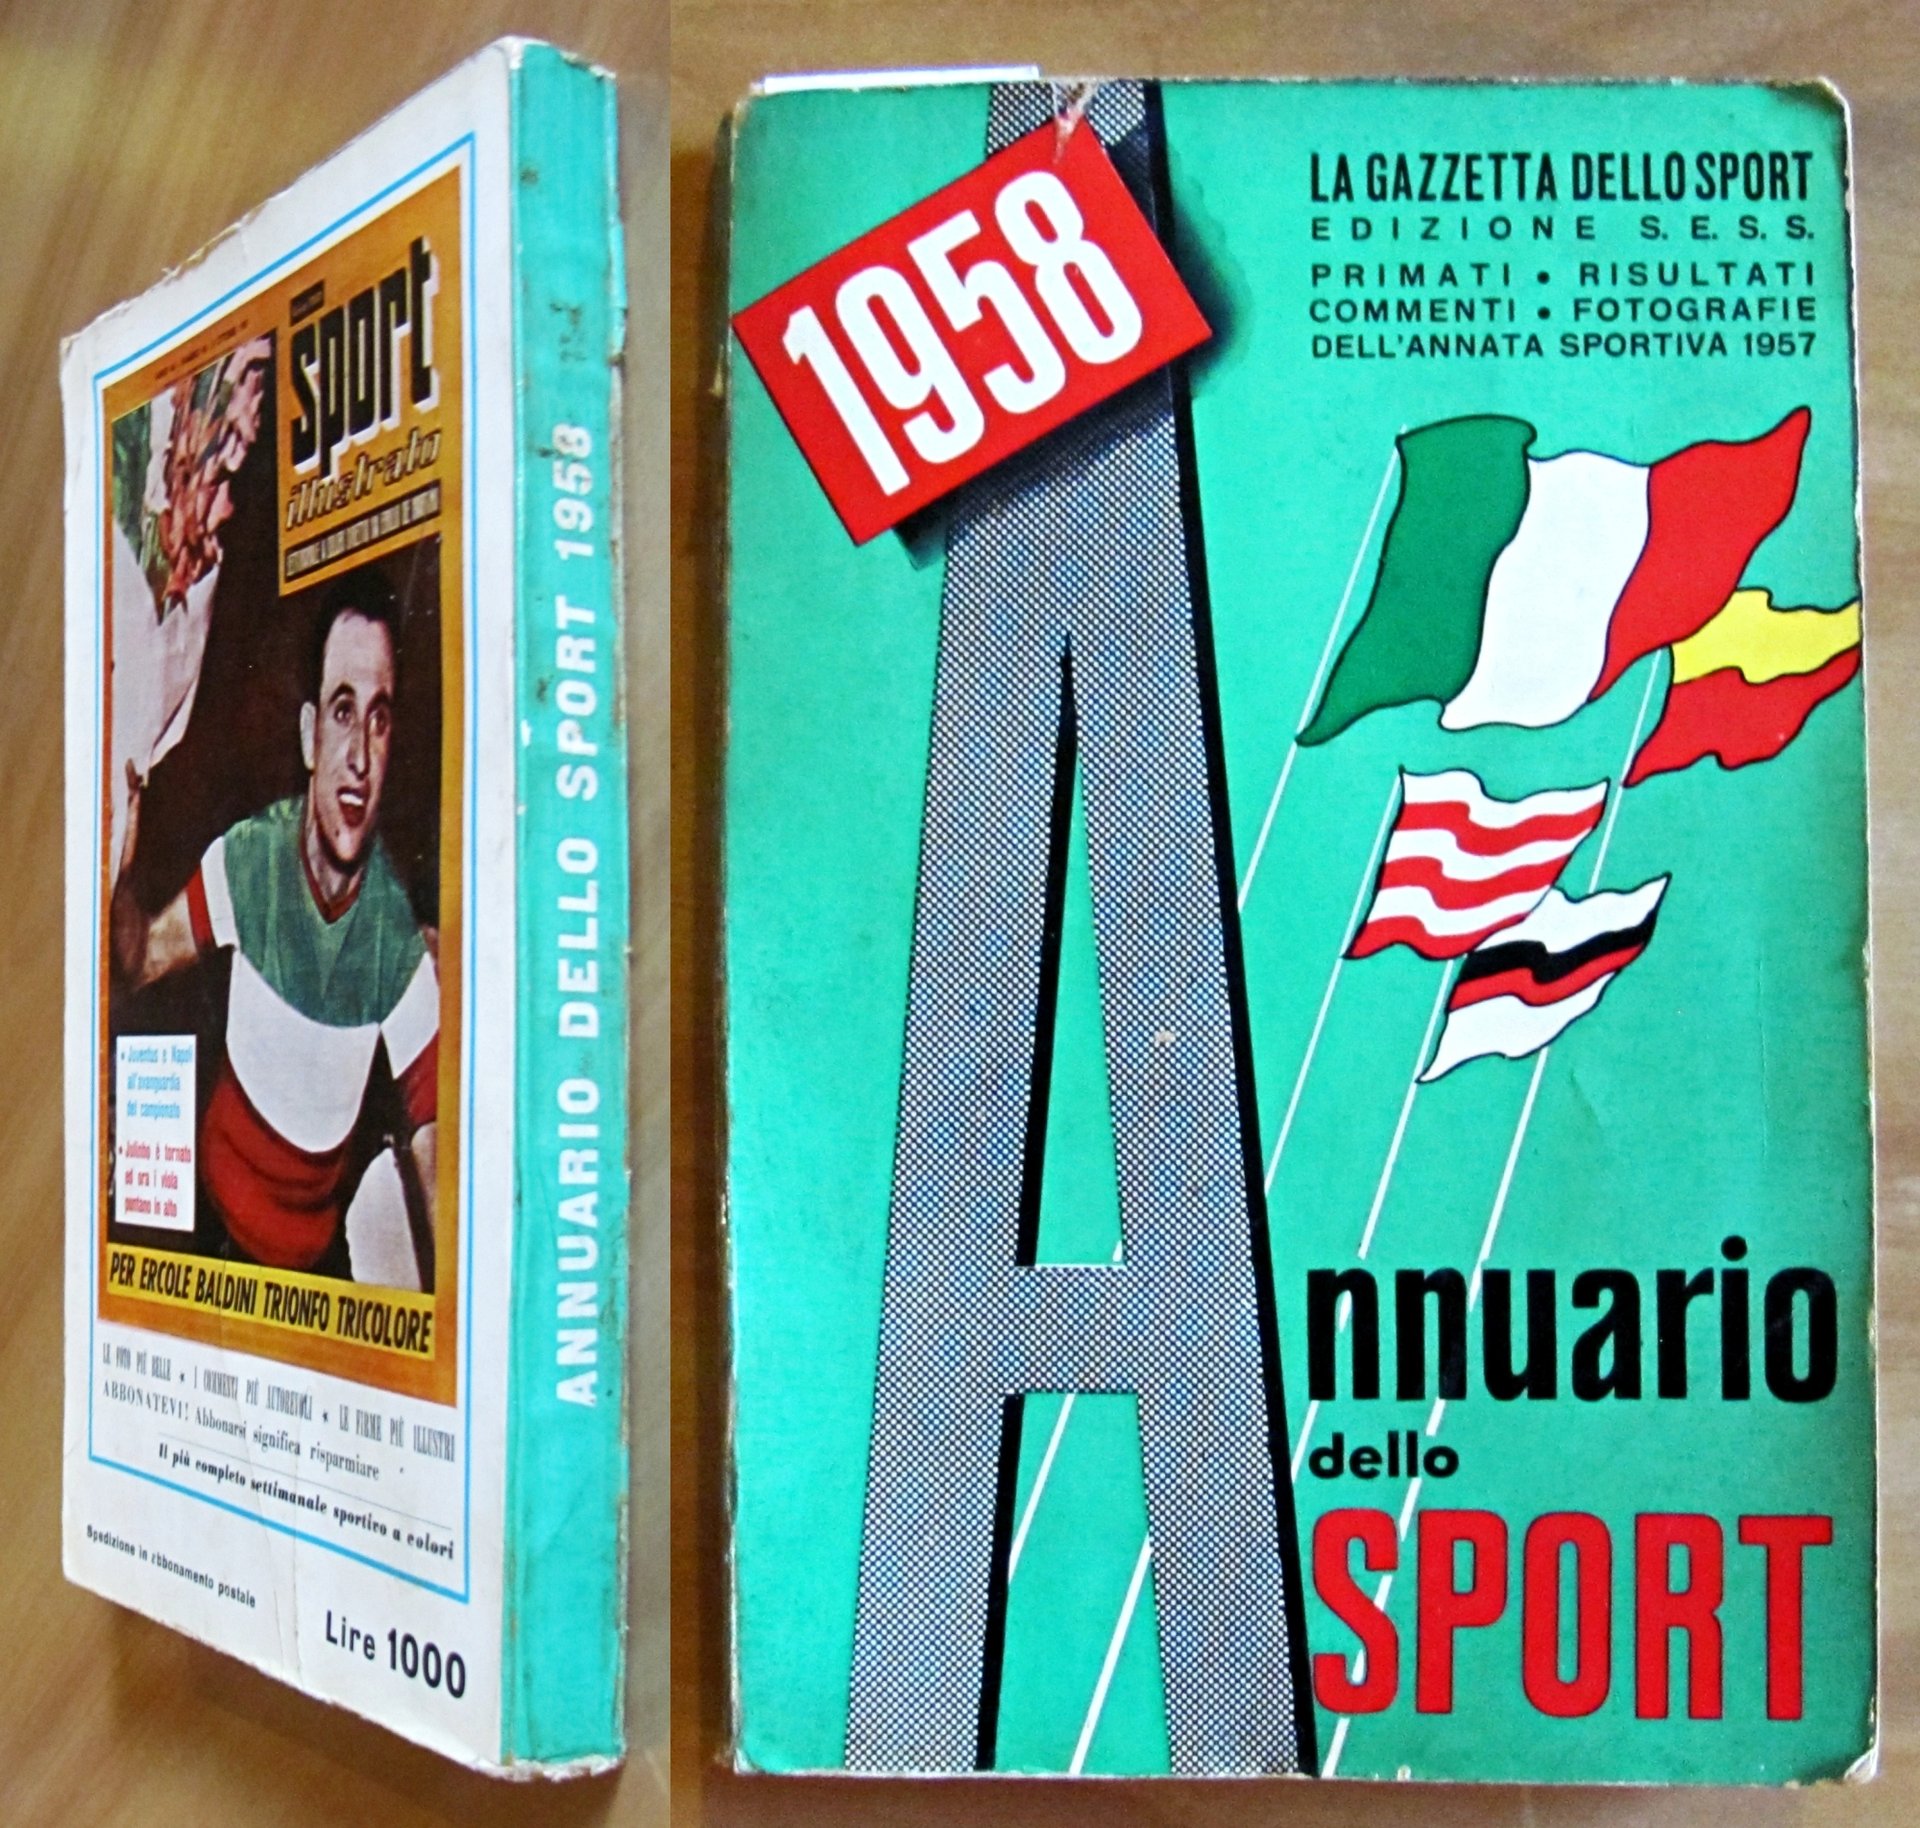 sport
illustrato
• Juventus e Napoli
all'avanguardia
del campionato
• Julinho è tornato
ed ora i viola
puntano in alto
PER ERCOLE BALDINI TRIONFO TRICOLORE
LE FOTO PIÙ BELLE • I COMMENTI PIÙ AUTOREVOLI • LE FIRME PIÙ ILLUSTRI
ABBONATEVI! Abbonarsi significa risparmiare
Il più completo settimanale sportivo a colori
Spedizione in abbonamento postale
Lire 1000
ANNUARIO DELLO SPORT 1958
1958
LA GAZZETTA DELLO SPORT
EDIZIONE S. E. S. S.
PRIMATI • RISULTATI
COMMENTI • FOTOGRAFIE
DELL'ANNATA SPORTIVA 1957
Annuario
dello
SPORT